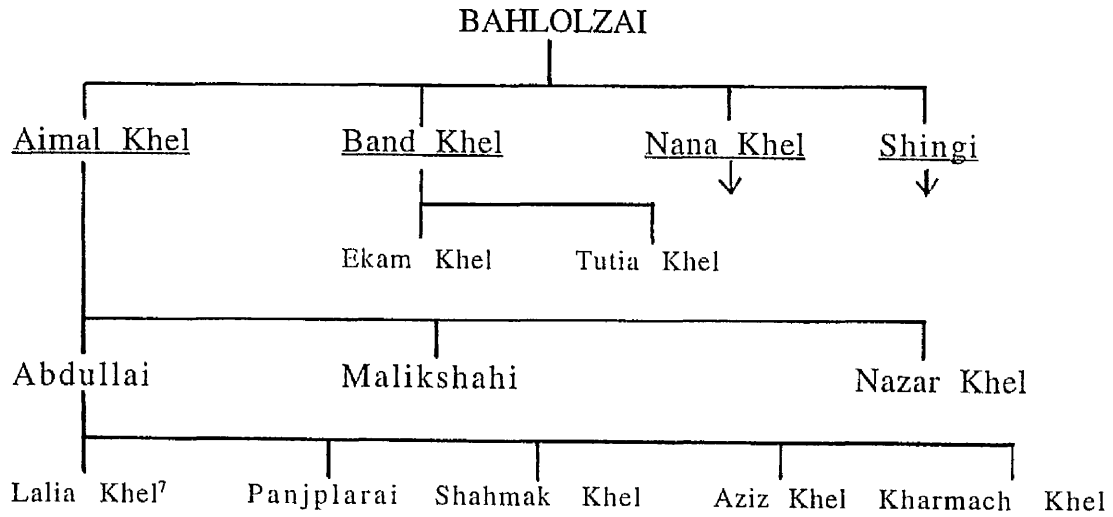 BAHLOLZAI
Aimal Khel Band Khel Nana Khel Shingi
Ekam Khel Tutia Khel
Abdullai Malikshahi Nazar Khel
Lalia Khel⁷ Panjplarai Shahmak Khel Aziz Khel Kharmach Khel